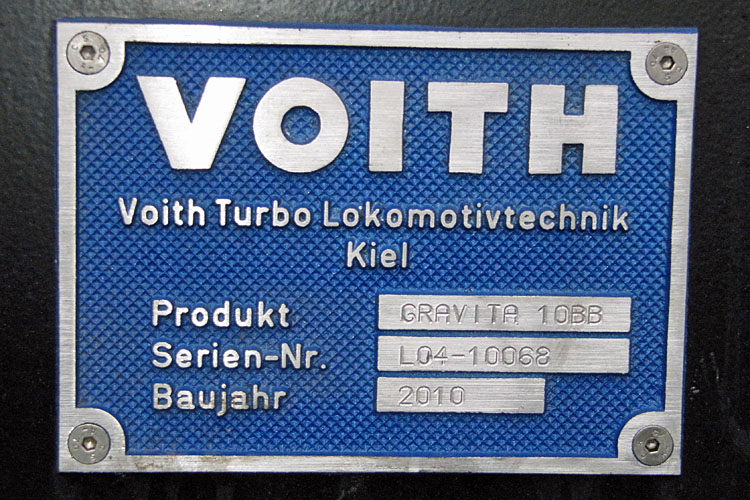 VOITH
Voith Turbo Lokomotivtechnik
Kiel
Produkt GRAVITA 10BB
Serien-Nr. L04-10068
Baujahr 2010